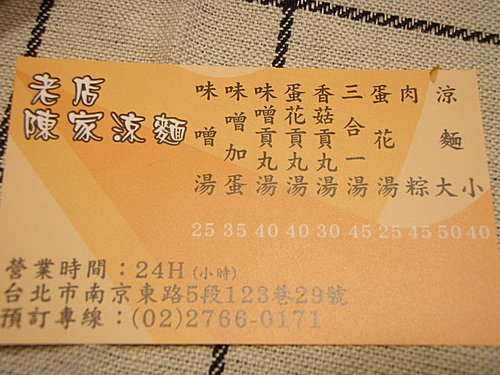 老店
陳家涼麵
涼麵大小
肉粽
蛋花湯
三合一湯
香菇貢丸湯
蛋花貢丸湯
味噌貢丸湯
味噌加蛋
味噌湯
25 35 40 40 30 45 25 45 50 40
營業時間：24H (小時)
台北市南京東路5段123巷29號
預訂專線：(02)2766-0171